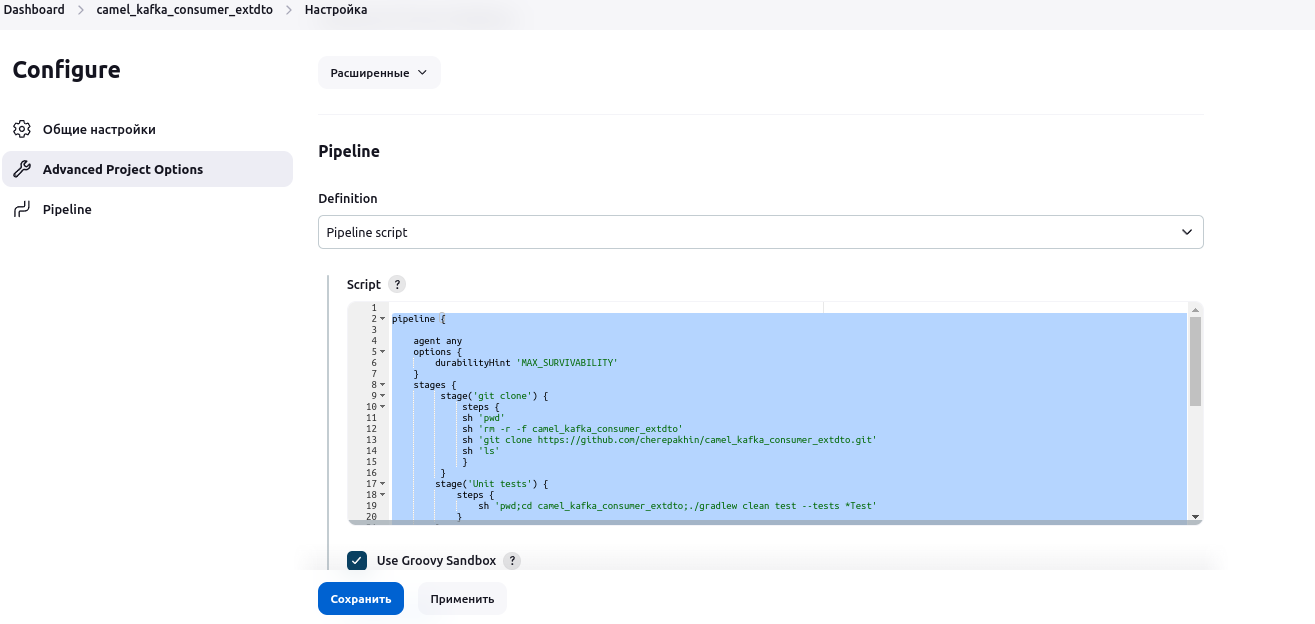 Dashboard > camel_kafka_consumer_extdto > Настройка
Configure
Общие настройки
Advanced Project Options
Pipeline
Расширенные
Pipeline
Definition
Pipeline script
Script ?
1
2 pipeline {
3
4     agent any
5     options {
6         durabilityHint 'MAX_SURVIVABILITY'
7     }
8     stages {
9          stage('git clone') {
10              steps {
11              sh 'pwd'
12              sh 'rm -r -f camel_kafka_consumer_extdto'
13              sh 'git clone https://github.com/cherepakhin/camel_kafka_consumer_extdto.git'
14              sh 'ls'
15              }
16          }
17         stage('Unit tests') {
18             steps {
19                 sh 'pwd;cd camel_kafka_consumer_extdto;./gradlew clean test --tests *Test'
20             }
Use Groovy Sandbox ?
Сохранить
Применить